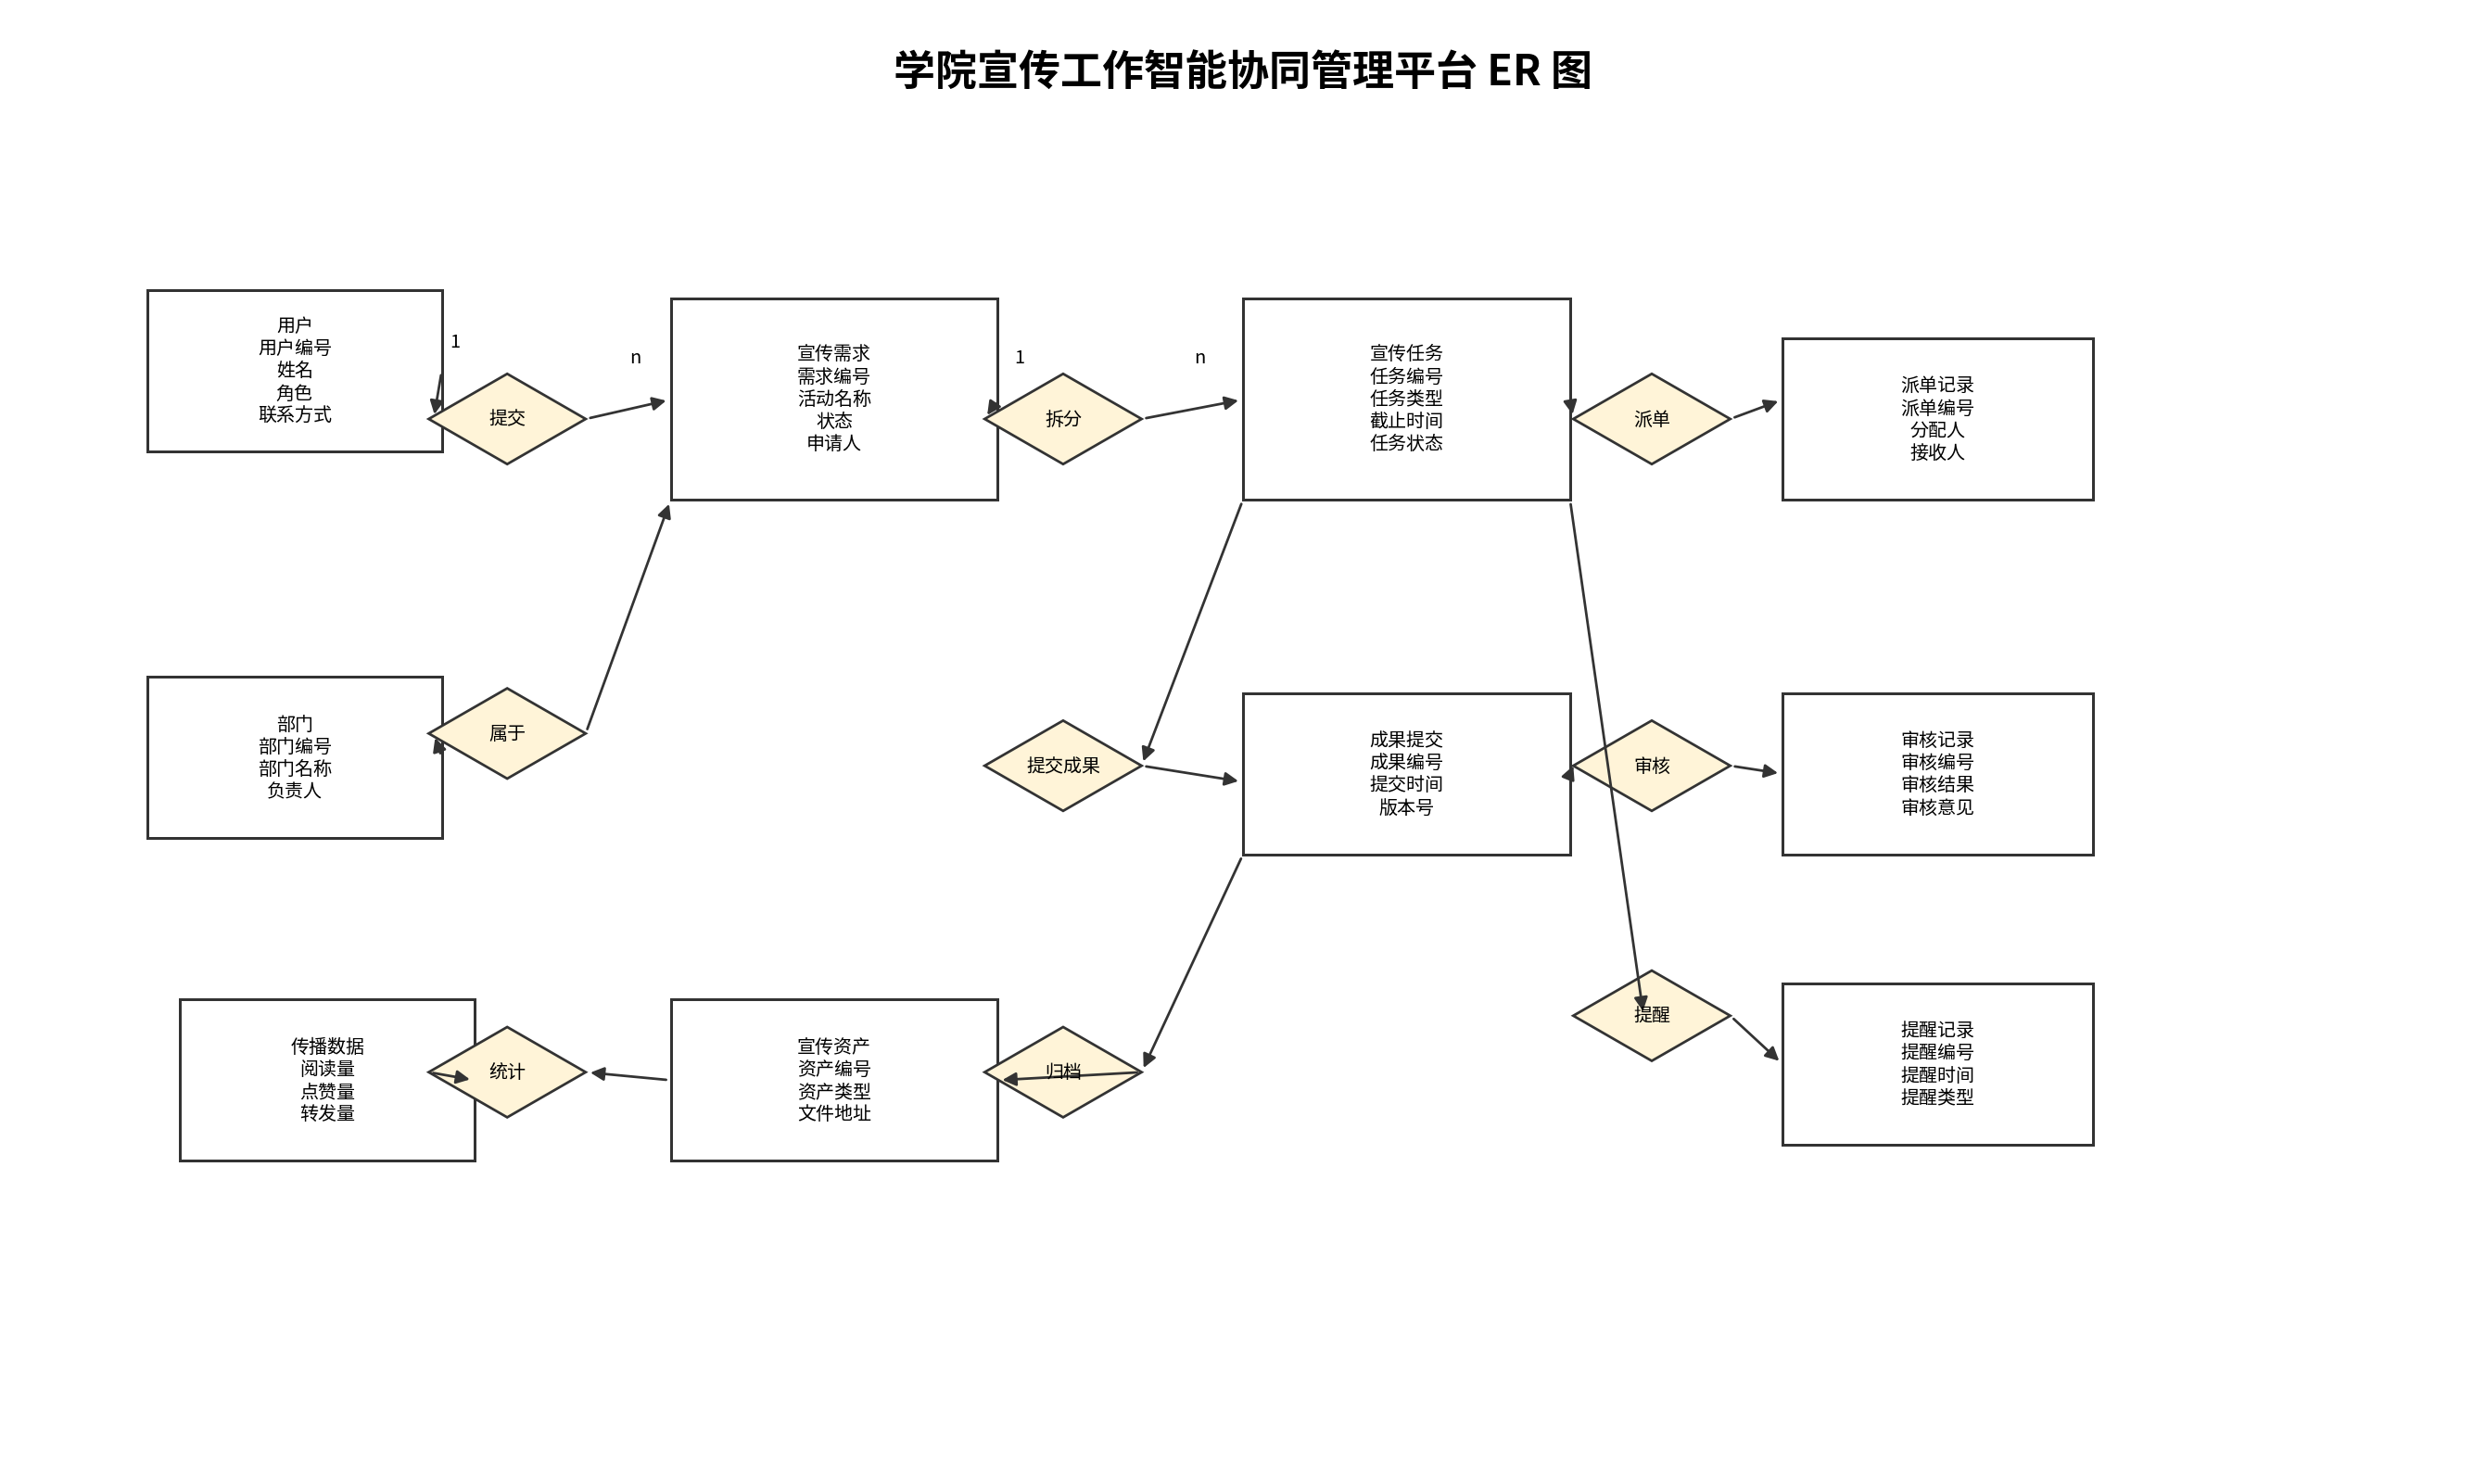 学院宣传工作智能协同管理平台 ER 图
用户
用户编号
姓名
角色
联系方式
1
提交
n
宣传需求
需求编号
活动名称
状态
申请人
1
拆分
n
宣传任务
任务编号
任务类型
截止时间
任务状态
派单
派单记录
派单编号
分配人
接收人
部门
部门编号
部门名称
负责人
属于
提交成果
成果提交
成果编号
提交时间
版本号
审核
审核记录
审核编号
审核结果
审核意见
传播数据
阅读量
点赞量
转发量
统计
宣传资产
资产编号
资产类型
文件地址
归档
提醒
提醒记录
提醒编号
提醒时间
提醒类型